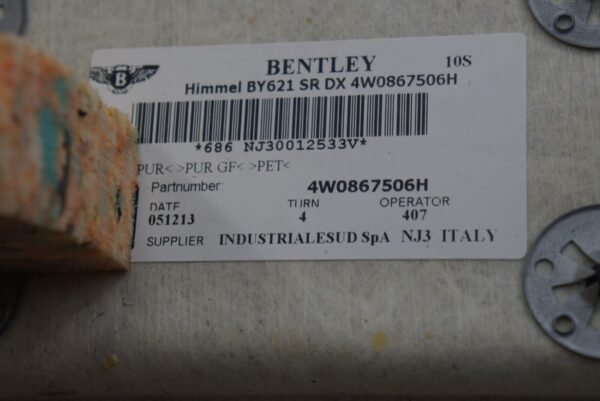 BENTLEY 10S
B
Himmel BY621 SR DX 4W0867506H
*686 NJ30012533V*
PUR< >PUR GF< >PET<
Partnumber: 4W0867506H
DATE TURN OPERATOR
051213 4 407
SUPPLIER INDUSTRIALESUD SpA NJ3 ITALY